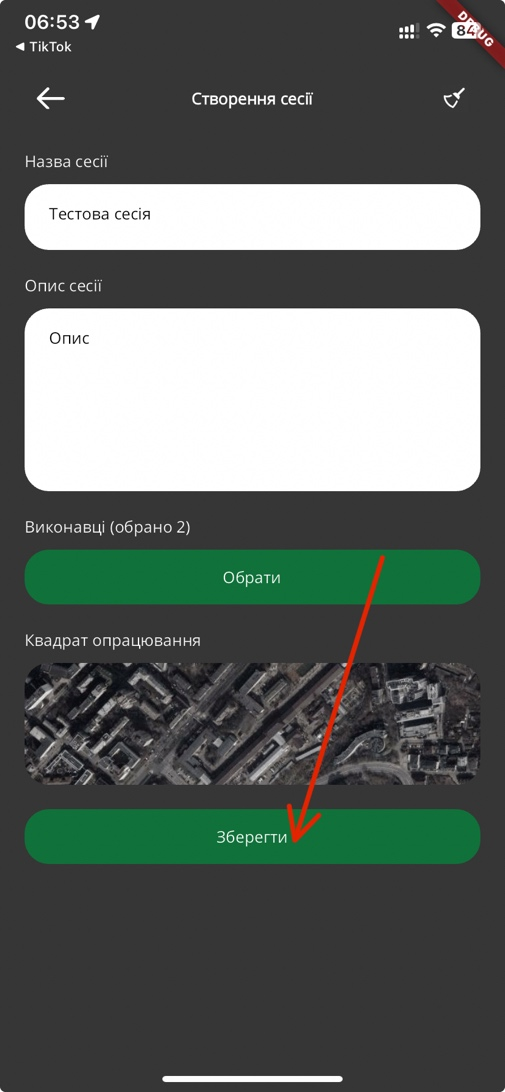 06:53
84
DEBUG
◀ TikTok
Створення сесії
Назва сесії
Тестова сесія
Опис сесії
Опис
Виконавці (обрано 2)
Обрати
Квадрат опрацювання
Зберегти